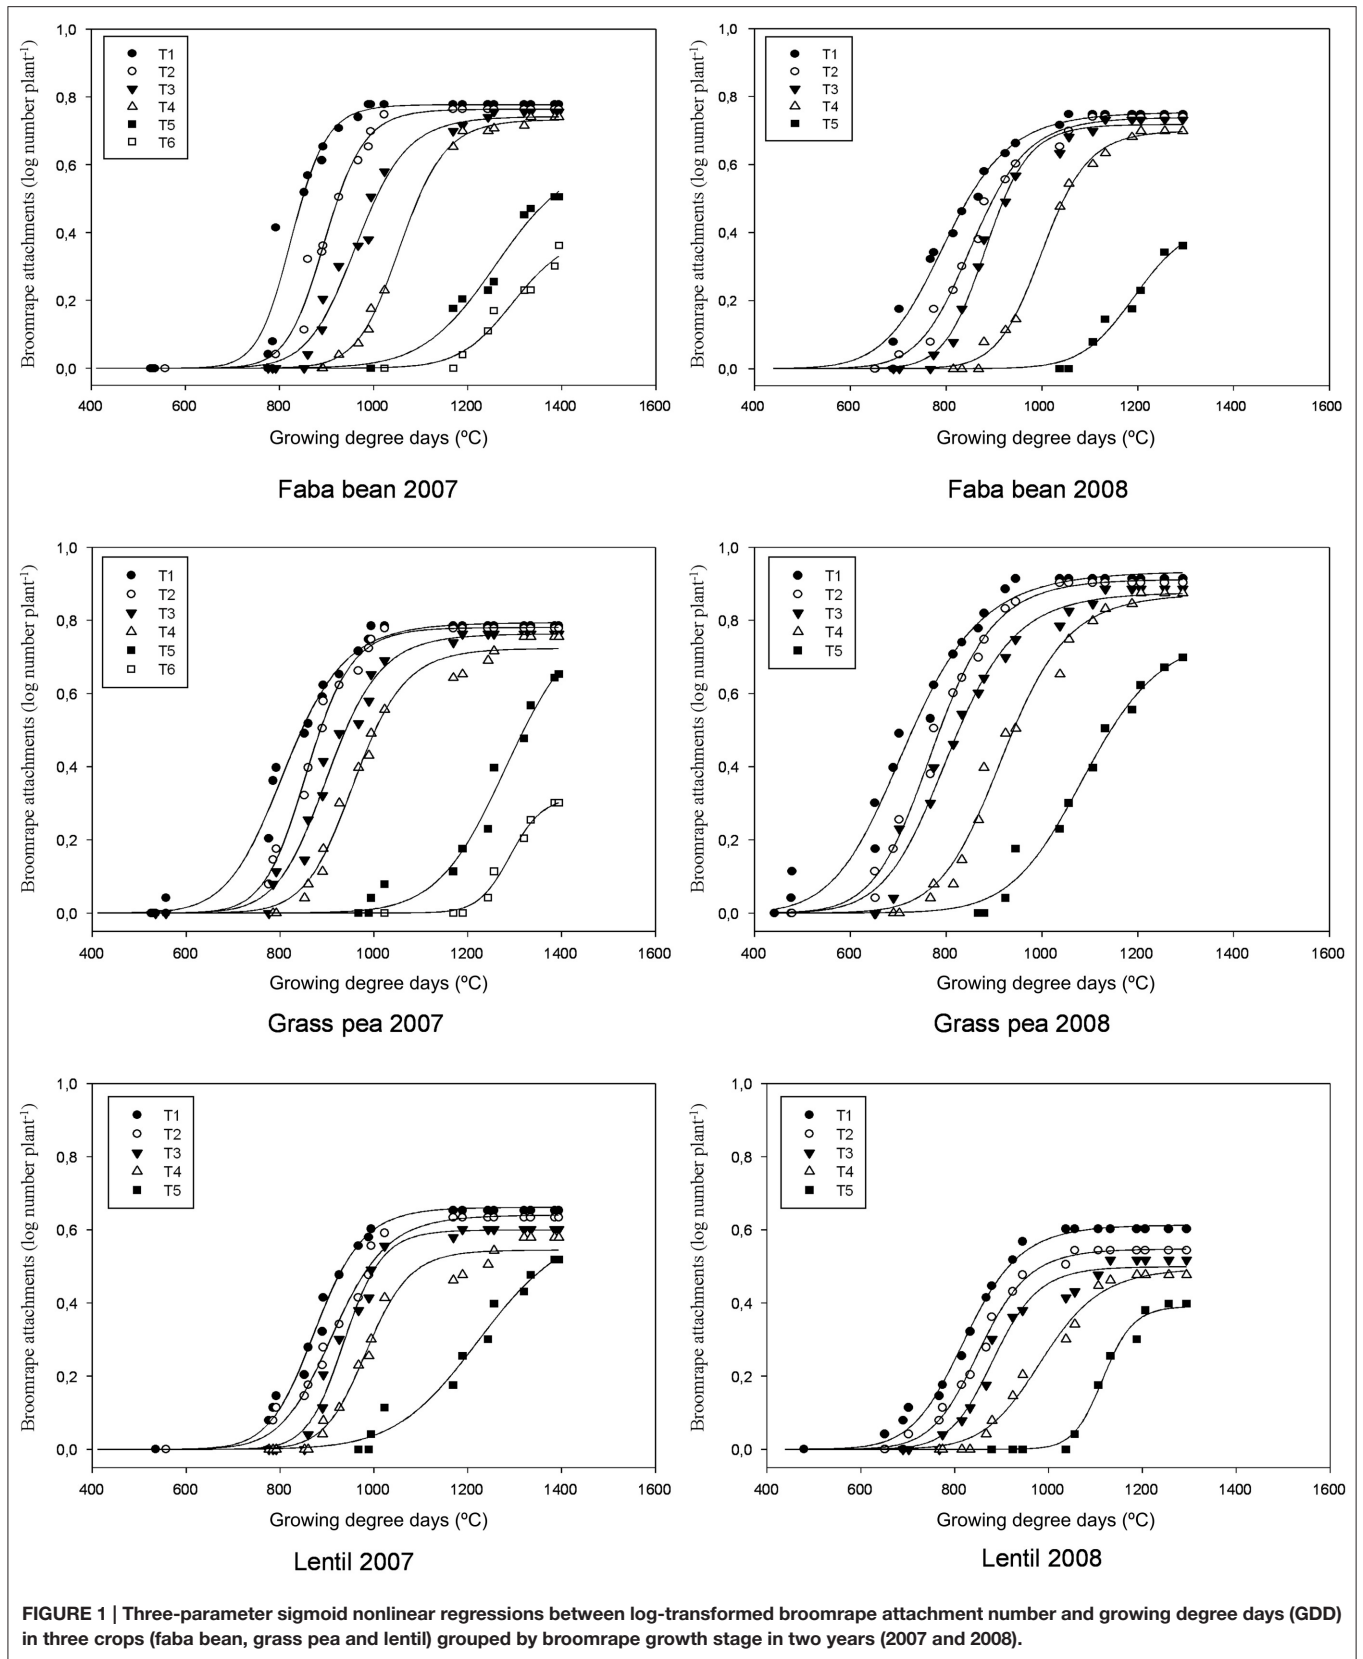 Broomrape attachments (log number plant-1)
1,0
0,8
0,6
0,4
0,2
0,0
T1
T2
T3
T4
T5
T6
400 600 800 1000 1200 1400 1600
Growing degree days (ºC)
Faba bean 2007
Broomrape attachments (log number plant-1)
1,0
0,8
0,6
0,4
0,2
0,0
T1
T2
T3
T4
T5
400 600 800 1000 1200 1400 1600
Growing degree days (ºC)
Faba bean 2008
Broomrape attachments (log number plant-1)
1,0
0,8
0,6
0,4
0,2
0,0
T1
T2
T3
T4
T5
T6
400 600 800 1000 1200 1400 1600
Growing degree days (ºC)
Grass pea 2007
Broomrape attachments (log number plant-1)
1,0
0,8
0,6
0,4
0,2
0,0
T1
T2
T3
T4
T5
400 600 800 1000 1200 1400 1600
Growing degree days (ºC)
Grass pea 2008
Broomrape attachments (log number plant-1)
1,0
0,8
0,6
0,4
0,2
0,0
T1
T2
T3
T4
T5
400 600 800 1000 1200 1400 1600
Growing degree days (ºC)
Lentil 2007
Broomrape attachments (log number plant-1)
1,0
0,8
0,6
0,4
0,2
0,0
T1
T2
T3
T4
T5
400 600 800 1000 1200 1400 1600
Growing degree days (ºC)
Lentil 2008
FIGURE 1 | Three-parameter sigmoid nonlinear regressions between log-transformed broomrape attachment number and growing degree days (GDD)
in three crops (faba bean, grass pea and lentil) grouped by broomrape growth stage in two years (2007 and 2008).